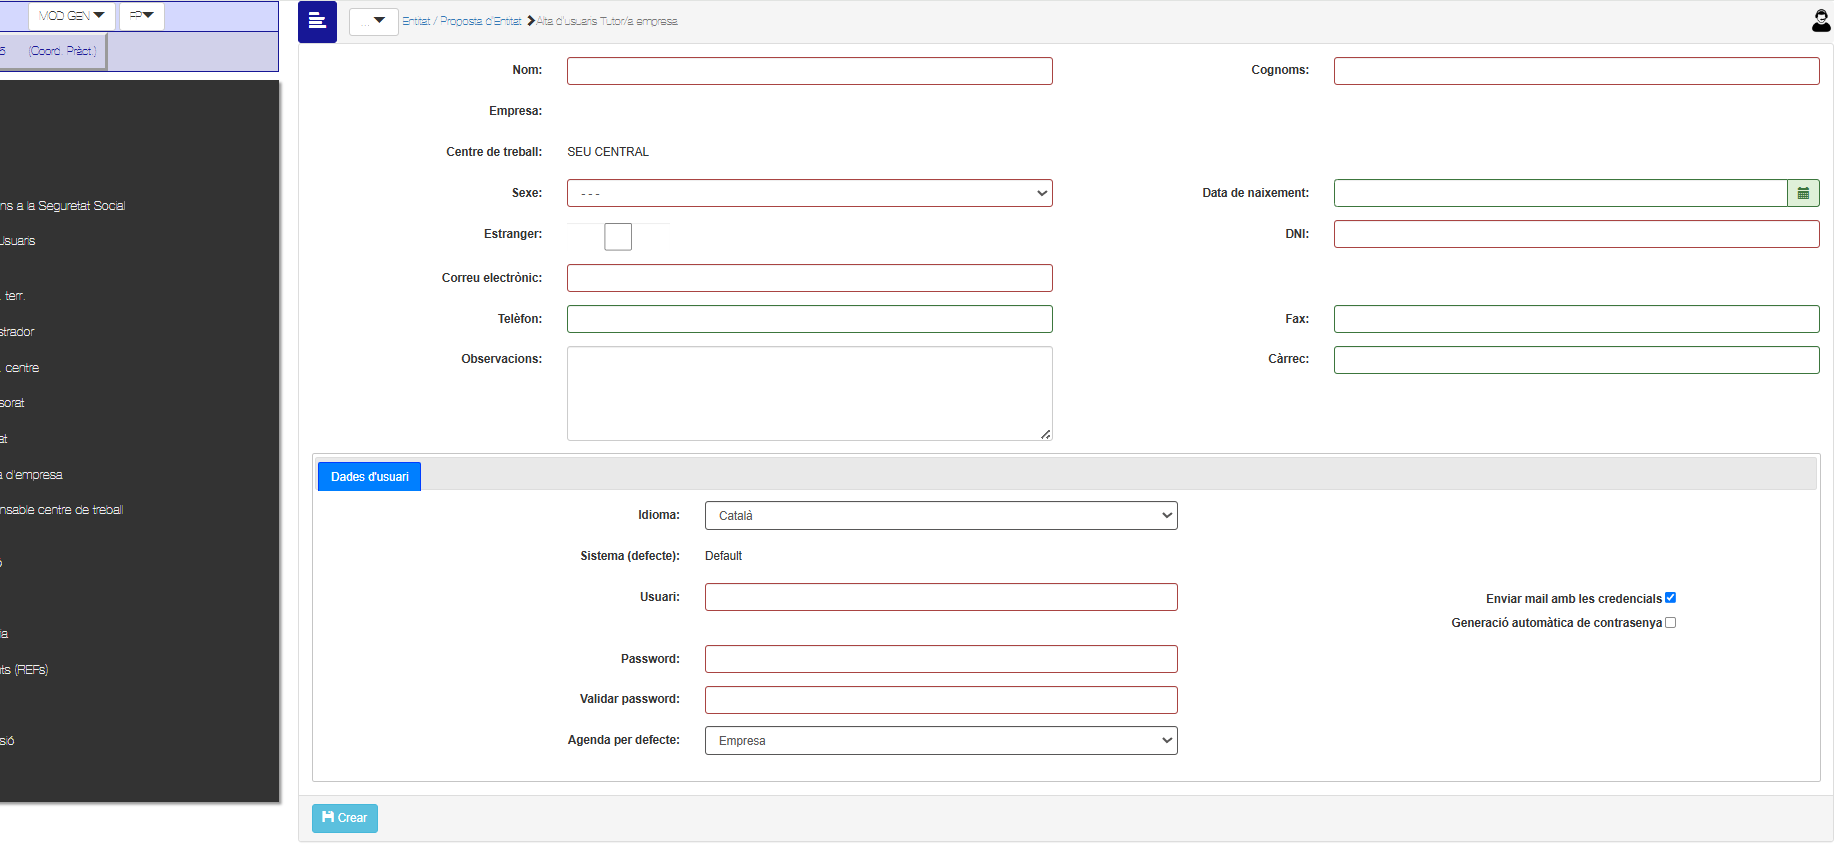 MOD GEN
FP
... Entitat / Proposta d'Entitat Alta d'usuaris Tutor/a empresa
(Coord. Pràct.)
ns a la Seguretat Social
Usuaris
terr.
strador
centre
sorat
at
a d'empresa
nsable centre de treball
ia
ts (REFs)
sió
Nom:
Cognoms:
Empresa:
Centre de treball: SEU CENTRAL
Sexe: - - -
Data de naixement:
Estranger:
DNI:
Correu electrònic:
Telèfon:
Fax:
Observacions:
Càrrec:
Dades d'usuari
Idioma: Català
Sistema (defecte): Default
Usuari:
Enviar mail amb les credencials
Generació automàtica de contrasenya
Password:
Validar password:
Agenda per defecte: Empresa
Crear